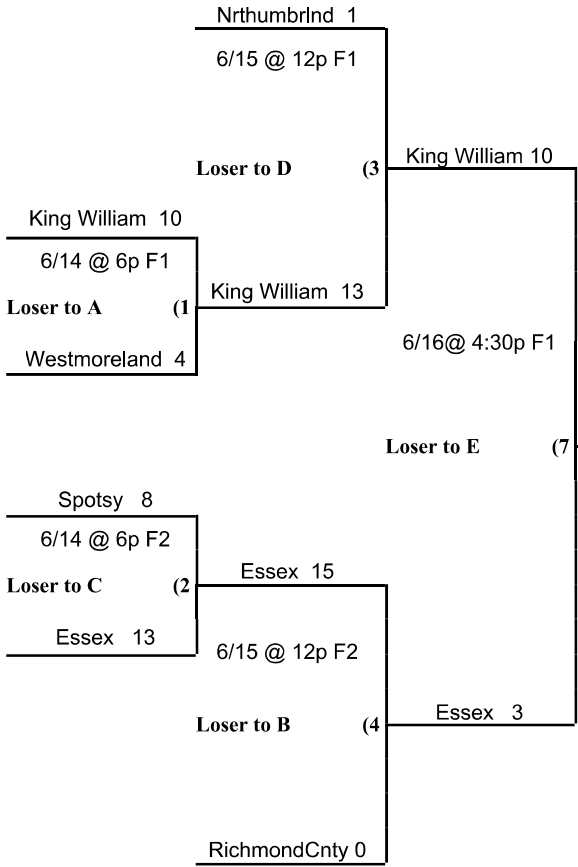 Nrthumbrlnd 1
6/15 @ 12p F1
Loser to D (3
King William 10
King William 10
6/14 @ 6p F1
King William 13
Loser to A (1
6/16@ 4:30p F1
Westmoreland 4
Loser to E (7
Spotsy 8
6/14 @ 6p F2
Essex 15
Loser to C (2
Essex 13
6/15 @ 12p F2
Essex 3
Loser to B (4
RichmondCnty 0